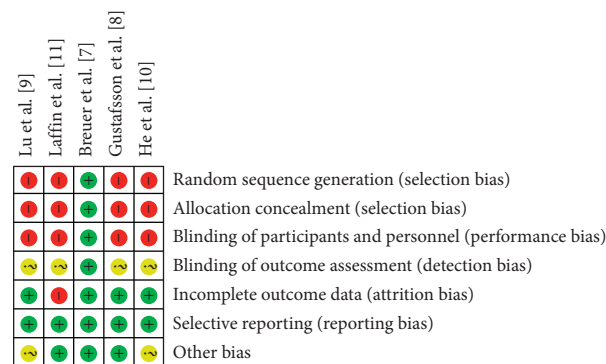 Lu et al. [9]
Laffin et al. [11]
Breuer et al. [7]
Gustafsson et al. [8]
He et al. [10]
– – + – – Random sequence generation (selection bias)
– – + – – Allocation concealment (selection bias)
– – + – – Blinding of participants and personnel (performance bias)
? ? + ? ? Blinding of outcome assessment (detection bias)
+ – + + + Incomplete outcome data (attrition bias)
+ + + + + Selective reporting (reporting bias)
? + + + ? Other bias